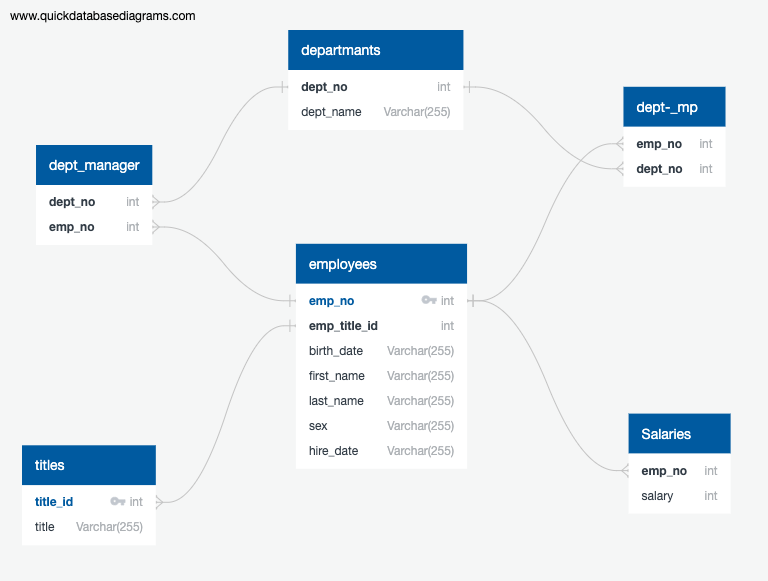 www.quickdatabasediagrams.com
departmants
dept_no int
dept_name Varchar(255)
dept-_mp
emp_no int
dept_no int
dept_manager
dept_no int
emp_no int
employees
emp_no int
emp_title_id int
birth_date Varchar(255)
first_name Varchar(255)
last_name Varchar(255)
sex Varchar(255)
hire_date Varchar(255)
titles
title_id int
title Varchar(255)
Salaries
emp_no int
salary int